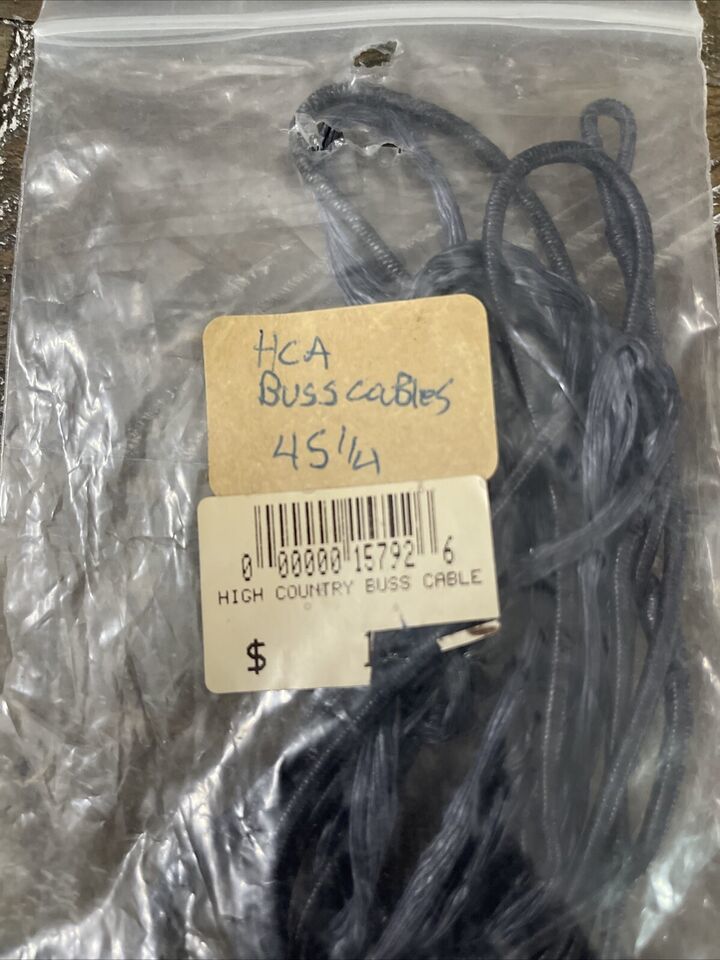 HCA
Buss caBles
45 1/4
0 00000 15792 6
HIGH COUNTRY BUSS CABLE
$